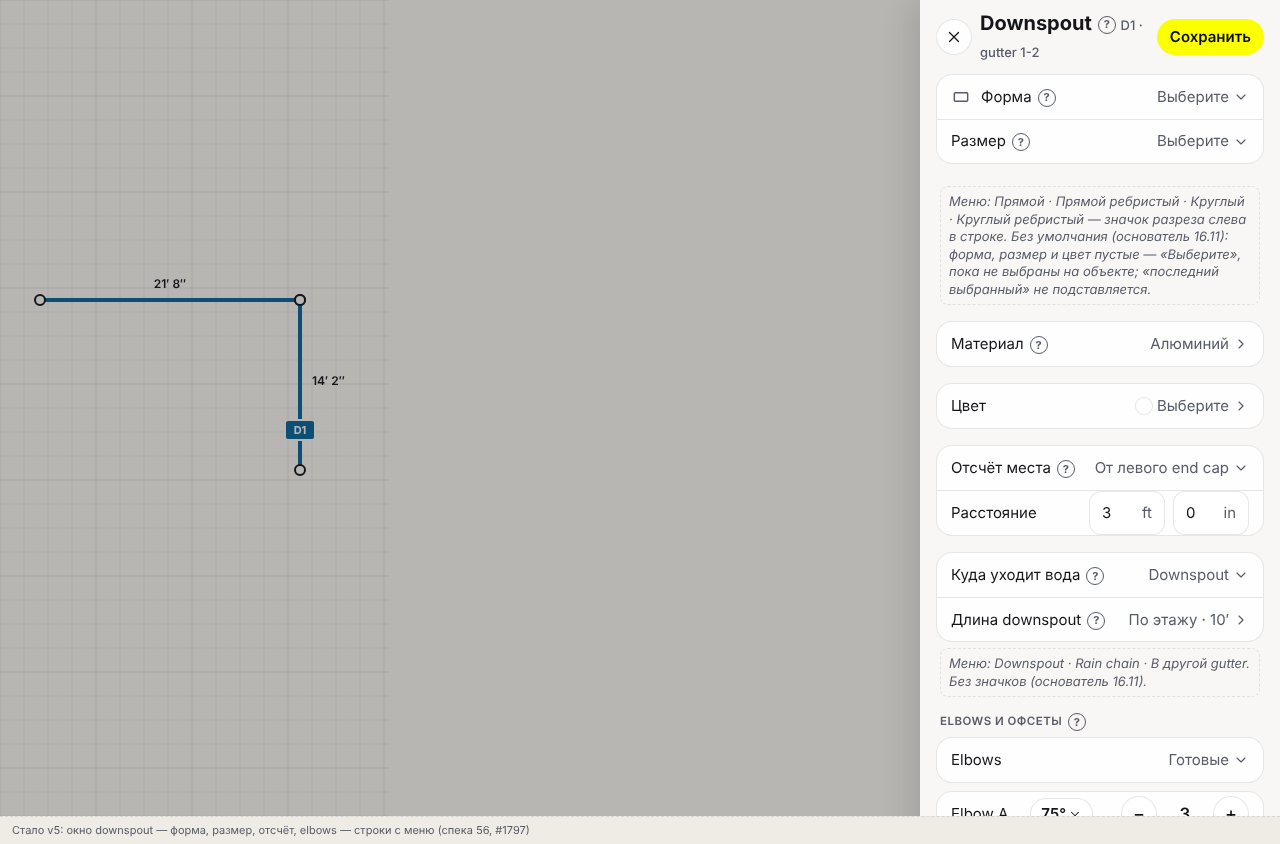 21′ 8″
14′ 2″
D1
Downspout ? D1 ·
gutter 1-2
Сохранить
Форма ? Выберите
Размер ? Выберите
Меню: Прямой · Прямой ребристый · Круглый
· Круглый ребристый — значок разреза слева
в строке. Без умолчания (основатель 16.11):
форма, размер и цвет пустые — «Выберите»,
пока не выбраны на объекте; «последний
выбранный» не подставляется.
Материал ? Алюминий
Цвет Выберите
Отсчёт места ? От левого end cap
Расстояние 3 ft 0 in
Куда уходит вода ? Downspout
Длина downspout ? По этажу · 10′
Меню: Downspout · Rain chain · В другой gutter.
Без значков (основатель 16.11).
ELBOWS И ОФСЕТЫ ?
Elbows Готовые
Elbow A 75° − 3 +
Стало v5: окно downspout — форма, размер, отсчёт, elbows — строки с меню (спека 56, #1797)